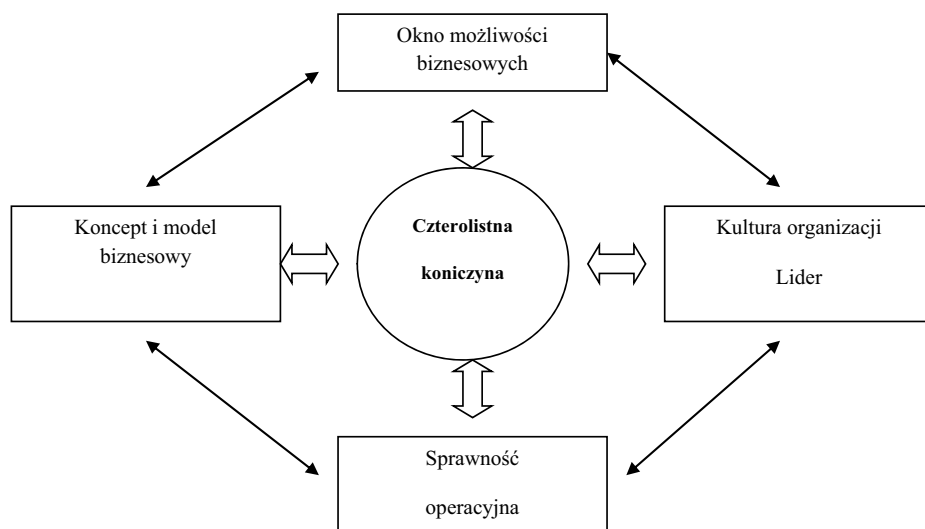 Okno możliwości
biznesowych
Koncept i model
biznesowy
Czterolistna
koniczyna
Kultura organizacji
Lider
Sprawność
operacyjna